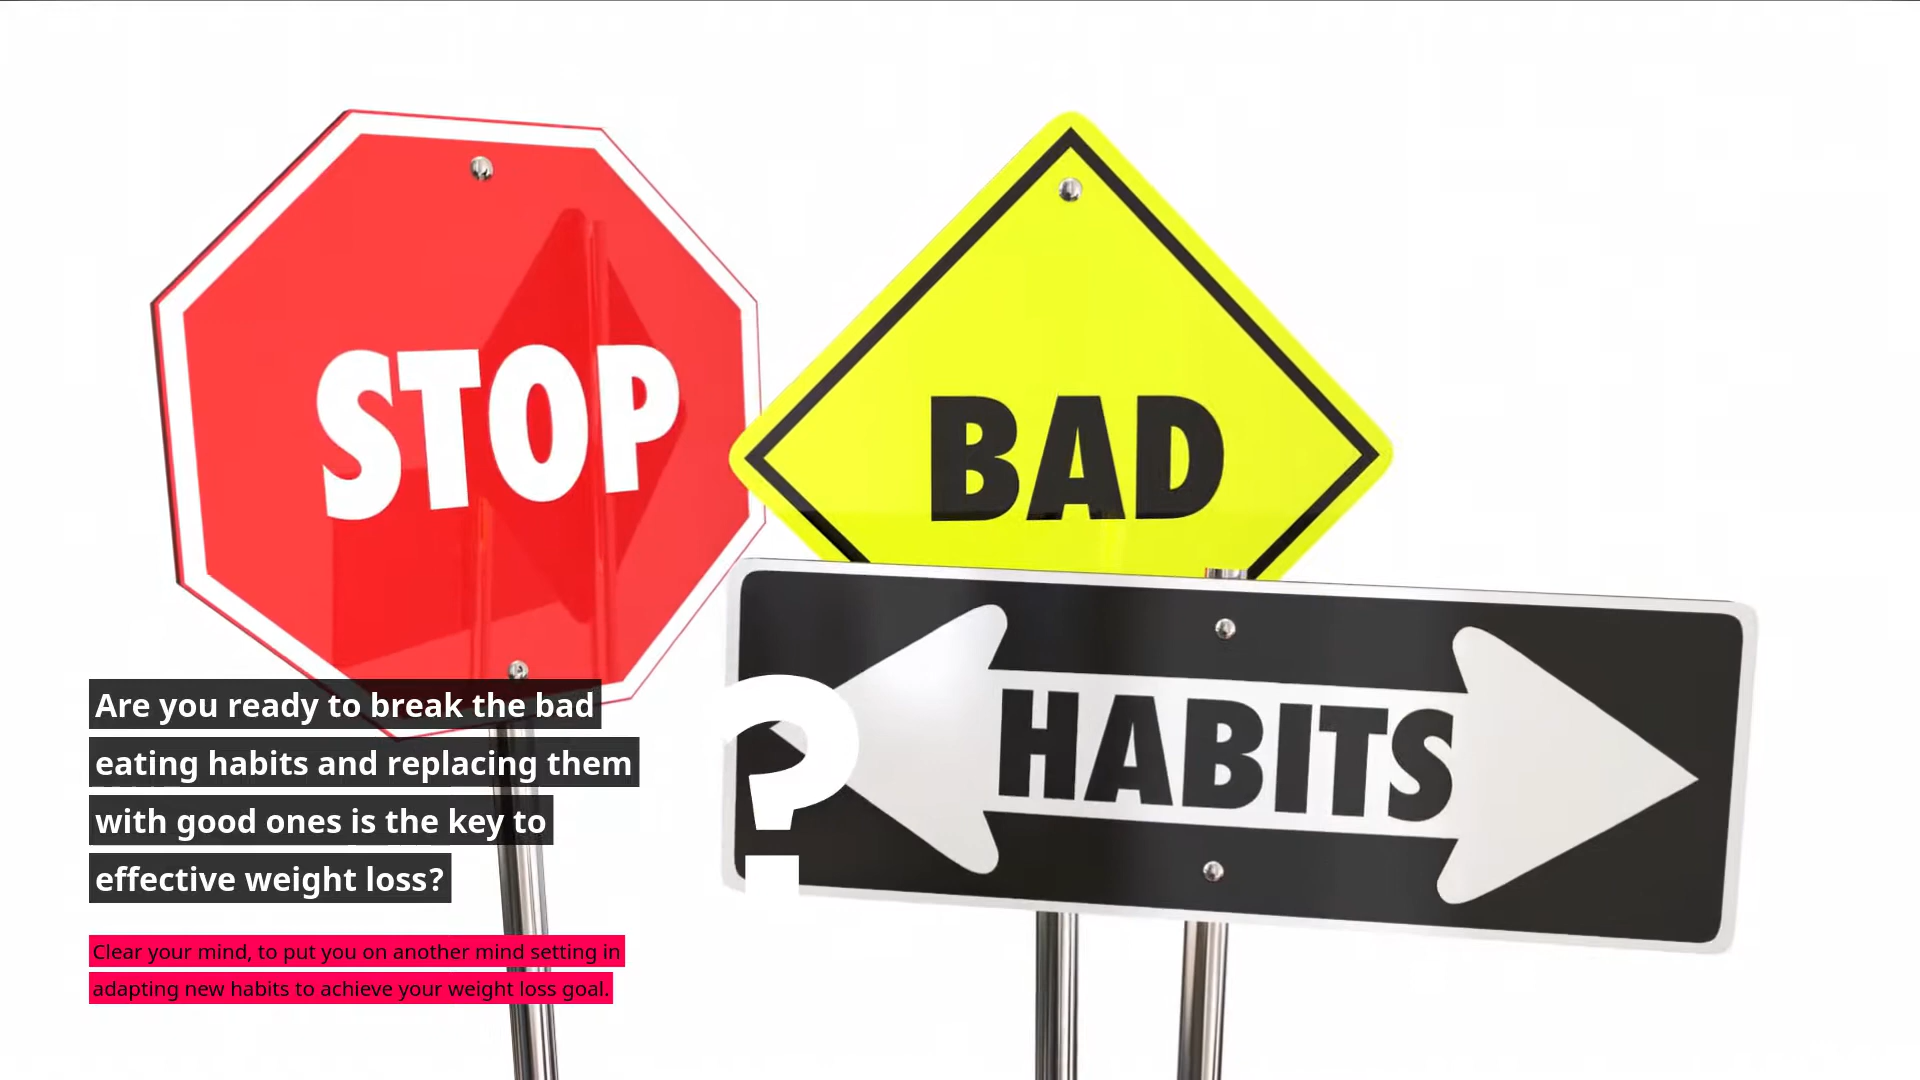 STOP
BAD
HABITS
?
Are you ready to break the bad
eating habits and replacing them
with good ones is the key to
effective weight loss?
Clear your mind, to put you on another mind setting in
adapting new habits to achieve your weight loss goal.